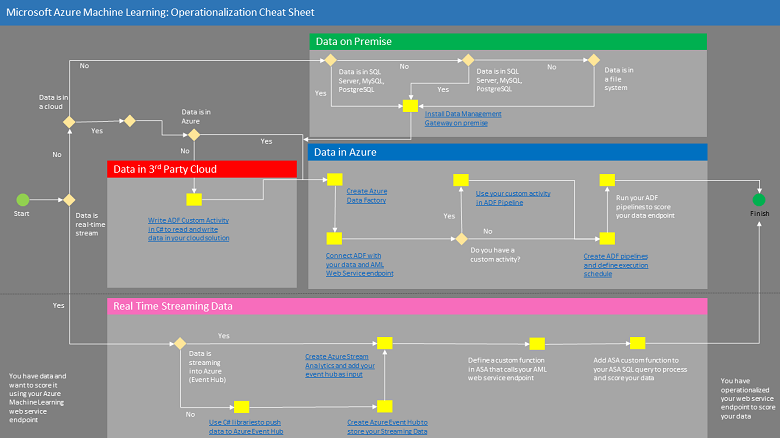 Microsoft Azure Machine Learning: Operationalization Cheat Sheet
Data on Premise
No
No
No
Data is in SQL
Server, MySQL,
PostgreSQL
Data is in SQL
Server, MySQL,
PostgreSQL
Data is in
a file
system
Yes
Yes
Data is in
a cloud
Data is in
Azure
Install Data Management
Gateway on premise
Yes
Yes
No
No
Data in 3rd Party Cloud
Data in Azure
Create Azure
Data Factory
Use your custom activity
in ADF Pipeline
Run your ADF
pipelines to score
your data endpoint
Start
Finish
Data is
real-time
stream
Write ADF Custom Activity
in C# to read and write
data in your cloud solution
Yes
No
Connect ADF with
your data and AML
Web Service endpoint
Do you have a
custom activity?
Create ADF pipelines
and define execution
schedule
Yes
Real Time Streaming Data
Yes
Data is
streaming
into Azure
(Event Hub)
Create Azure Stream
Analytics and add your
event hub as input
Define a custom function
in ASA that calls your AML
web service endpoint
Add ASA custom function to
your ASA SQL query to process
and score your data
You have data and
want to score it
using your Azure
Machine Learning
web service
endpoint
You have
operationalized
your web service
endpoint to
score your data
No
Use C# libraries to push
data to Azure Event Hub
Create Azure Event Hub to
store your Streaming Data